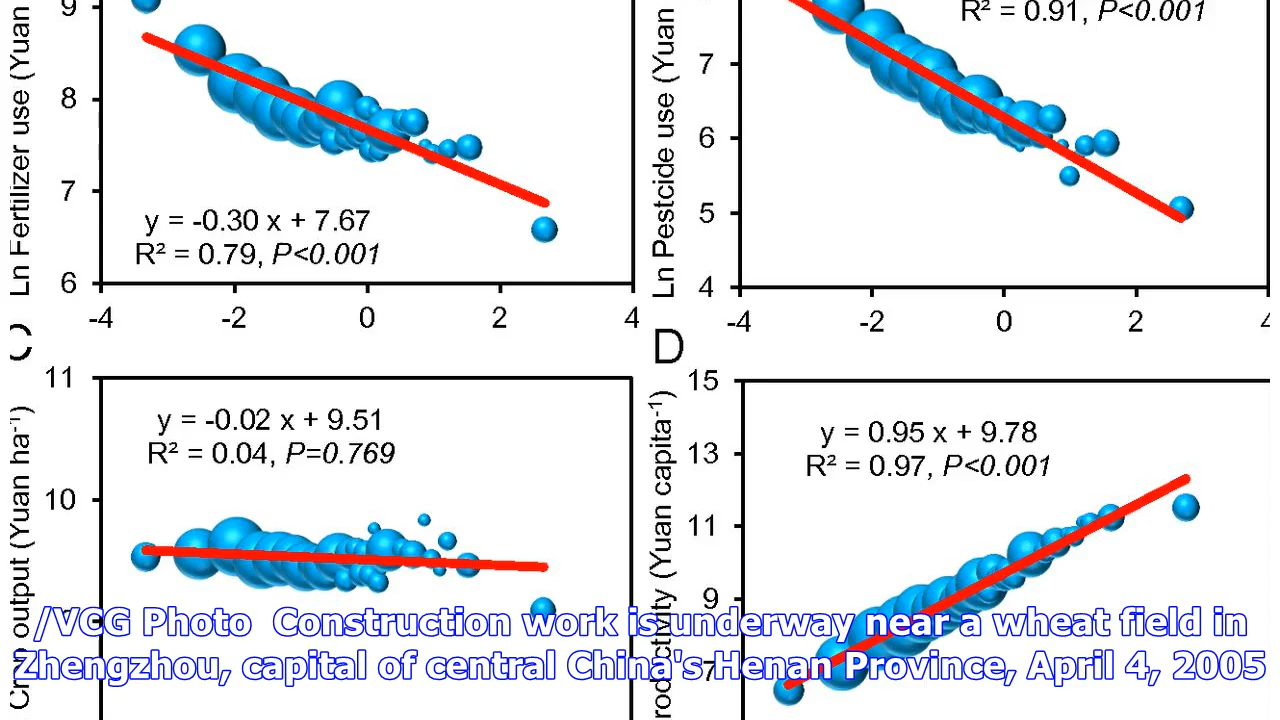 9
8
7
6
Ln Fertilizer use (Yuan
y = -0.30 x + 7.67
R² = 0.79, P<0.001
-4 -2 0 2 4
R² = 0.91, P<0.001
7
6
5
4
Ln Pestcide use (Yuan
-4 -2 0 2 4
D
11
10
output (Yuan ha⁻¹)
y = -0.02 x + 9.51
R² = 0.04, P=0.769
15
13
11
9
7
(Yuan capita⁻¹)
y = 0.95 x + 9.78
R² = 0.97, P<0.001
/VCG Photo  Construction work is underway near a wheat field in
Zhengzhou, capital of central China's Henan Province, April 4, 2005